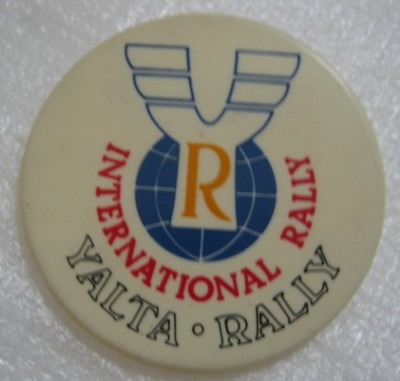 R
INTERNATIONAL RALLY
YALTA · RALLY